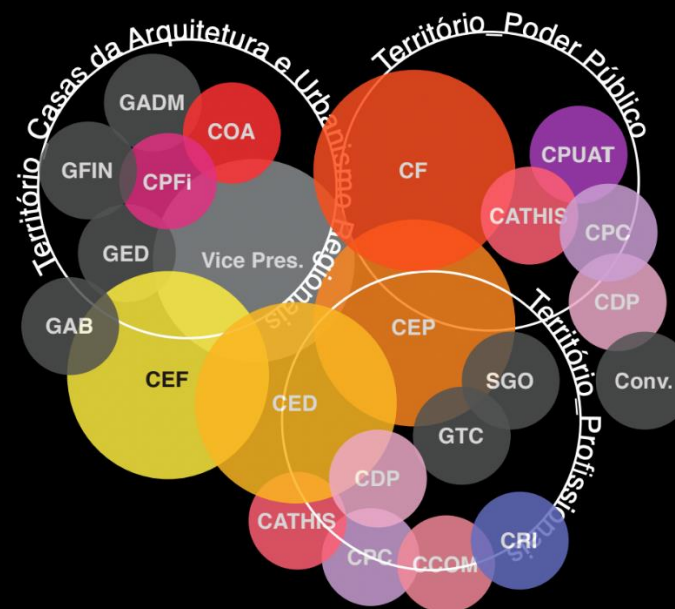 Território_Casas da Arquitetura e Urbanismo Regionais
Território_Poder Público
GADM
COA
GFIN
CPFi
CF
CPUAT
CATHIS
CPC
GED
Vice Pres.
CDP
GAB
CEP
CEF
CED
SGO
Conv.
GTC
Território_Profissionais
CDP
CATHIS
CPC
CCOM
CRI